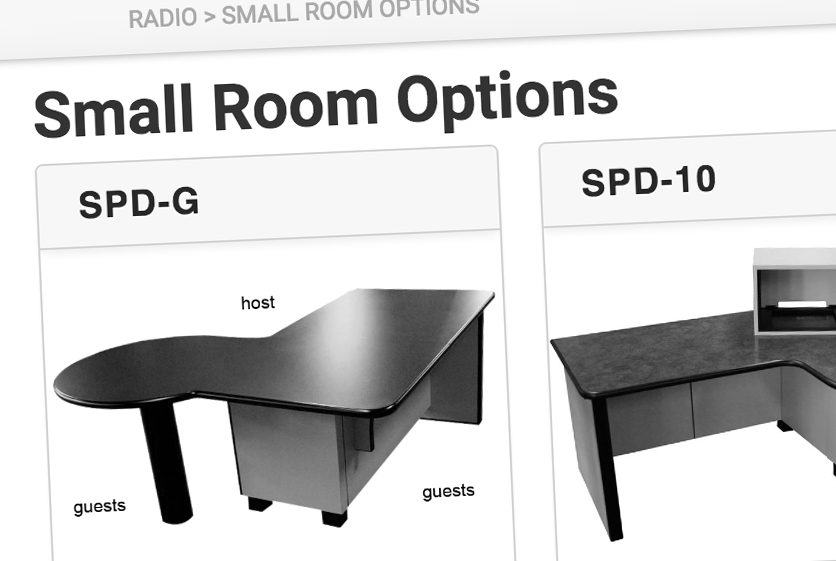 RADIO > SMALL ROOM OPTIONS
Small Room Options
SPD-G
SPD-10
host
guests
guests